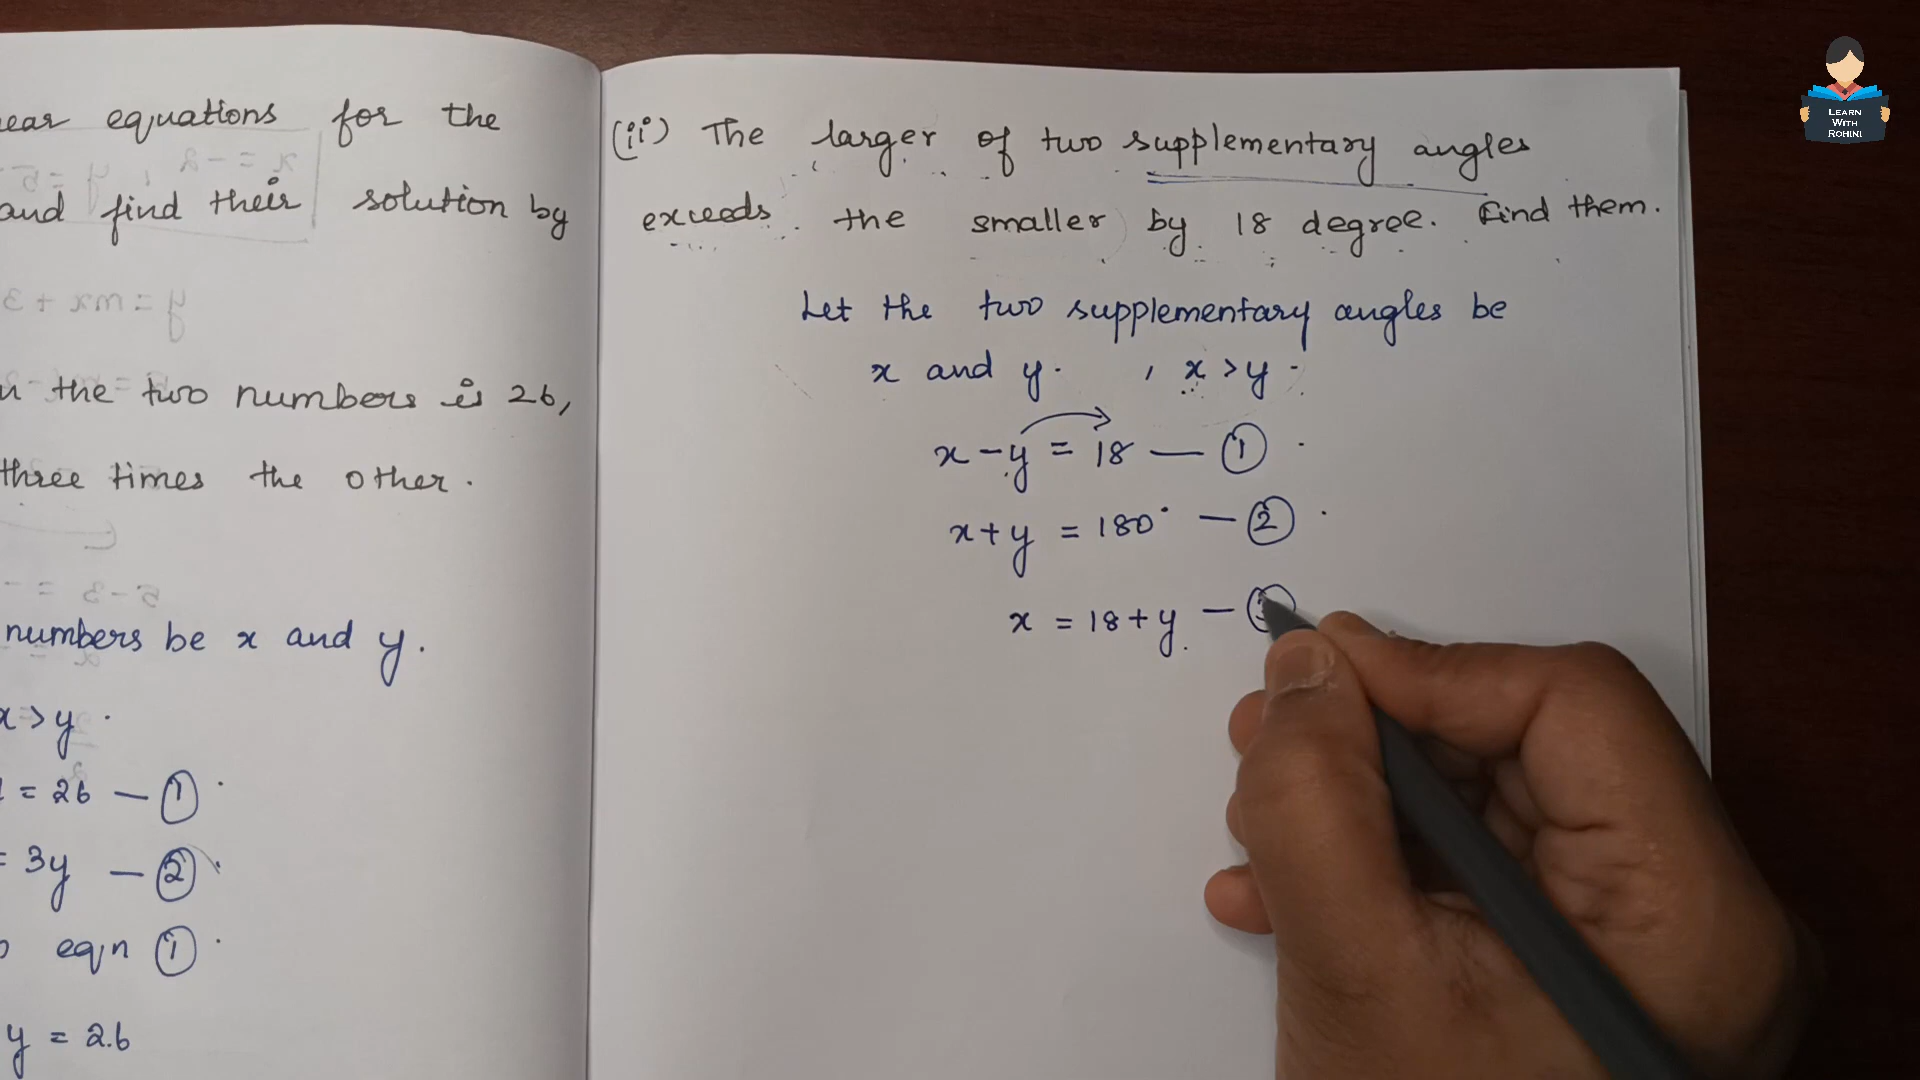 ear equations for the
and find their solution by
the two numbers is 26,
three times the other.
numbers be x and y.
x > y.
= 26 — ①
= 3y — ②
eqn ①
y = 26
(ii) The larger of two supplementary angles
exceeds the smaller by 18 degree. Find them.
Let the two supplementary angles be
x and y. , x > y.
x - y = 18 — ①
x + y = 180° — ②
x = 18 + y — ③
LEARN
WITH
ROHINI